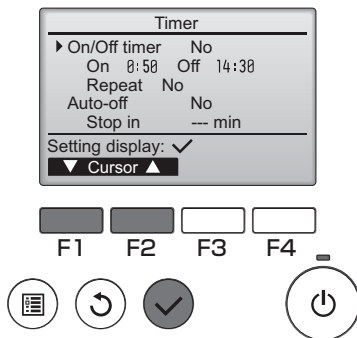 Timer
On/Off timer No
On 0:50 Off 14:30
Repeat No
Auto-off No
Stop in --- min
Setting display: ✓
▼ Cursor ▲
F1 F2 F3 F4